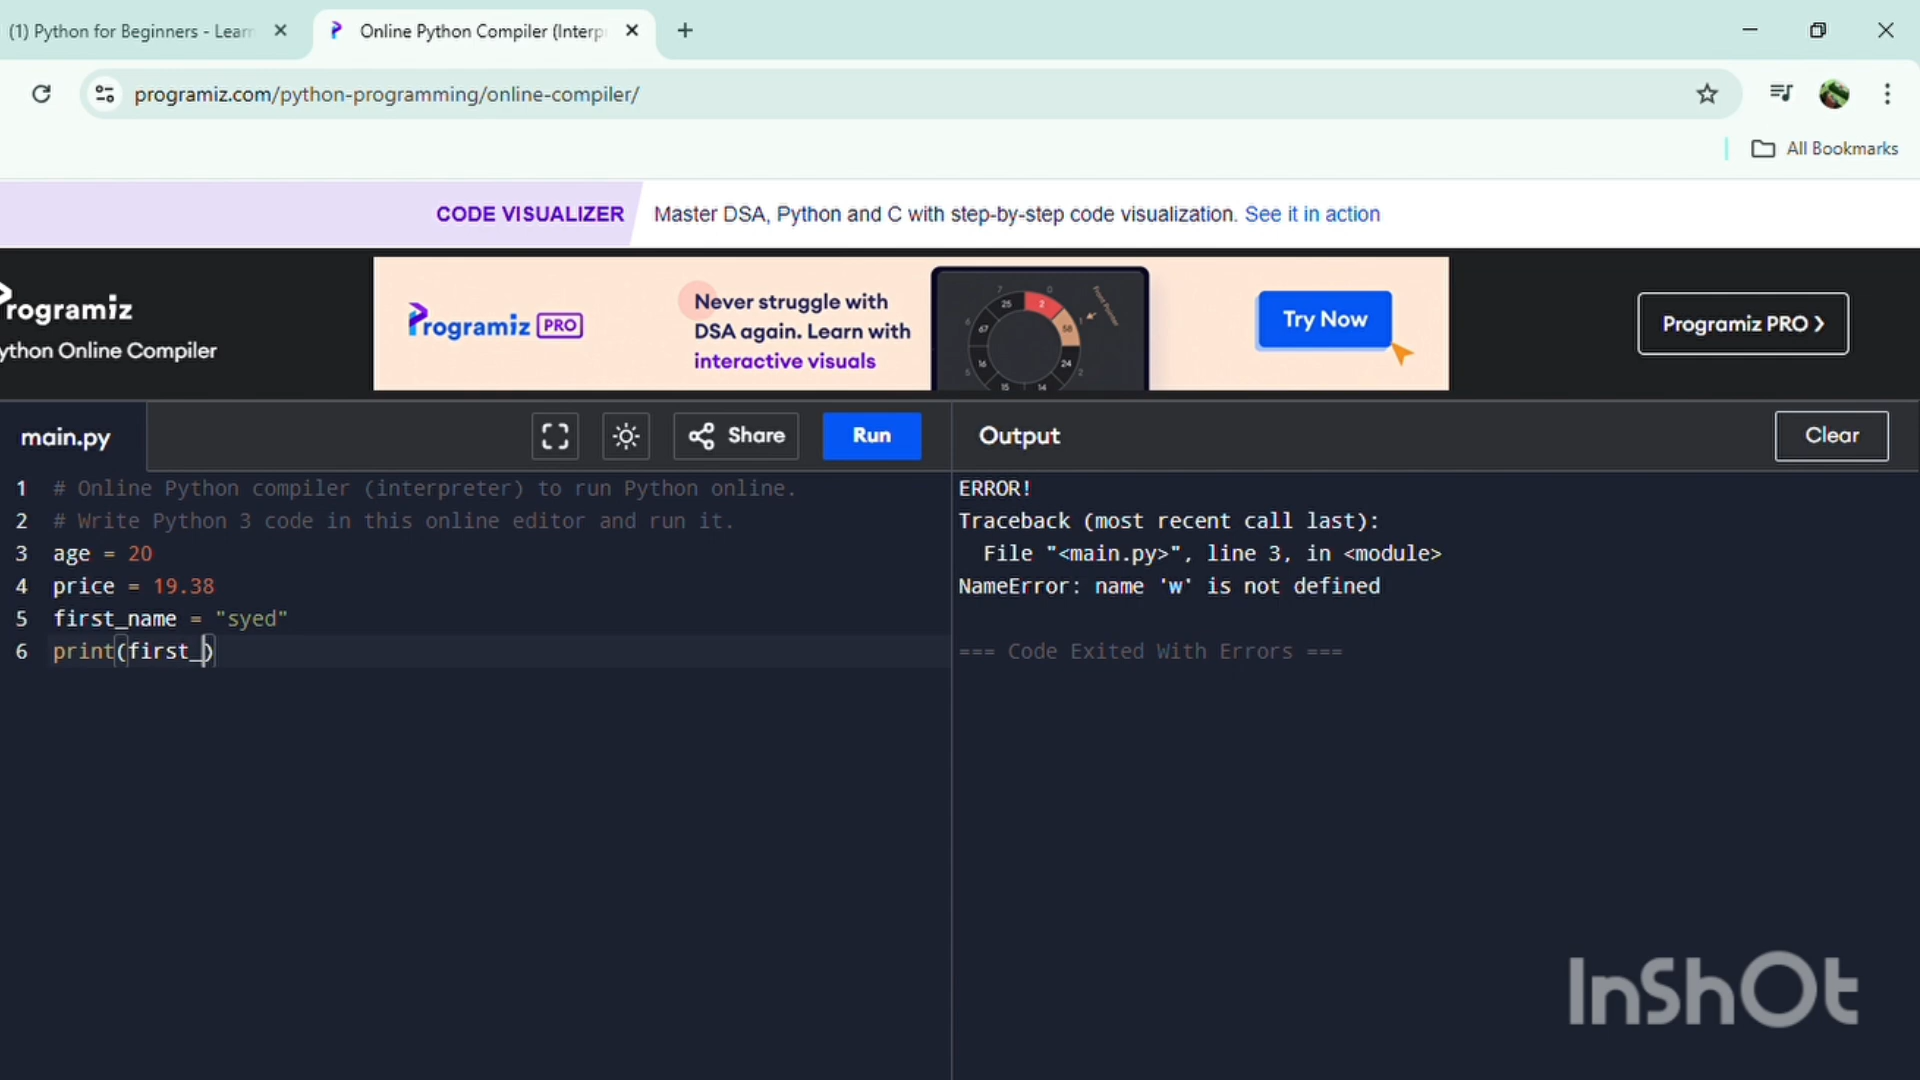 (1) Python for Beginners - Learn
Online Python Compiler (Interp
programiz.com/python-programming/online-compiler/
All Bookmarks
CODE VISUALIZER Master DSA, Python and C with step-by-step code visualization. See it in action
Programiz
ython Online Compiler
Programiz PRO
Never struggle with
DSA again. Learn with
interactive visuals
Try Now
Programiz PRO
main.py
Share
Run
Output
Clear
1 # Online Python compiler (interpreter) to run Python online.
2 # Write Python 3 code in this online editor and run it.
3 age = 20
4 price = 19.38
5 first_name = "syed"
6 print(first_)
ERROR!
Traceback (most recent call last):
File "<main.py>", line 3, in <module>
NameError: name 'w' is not defined
=== Code Exited With Errors ===
InShOt